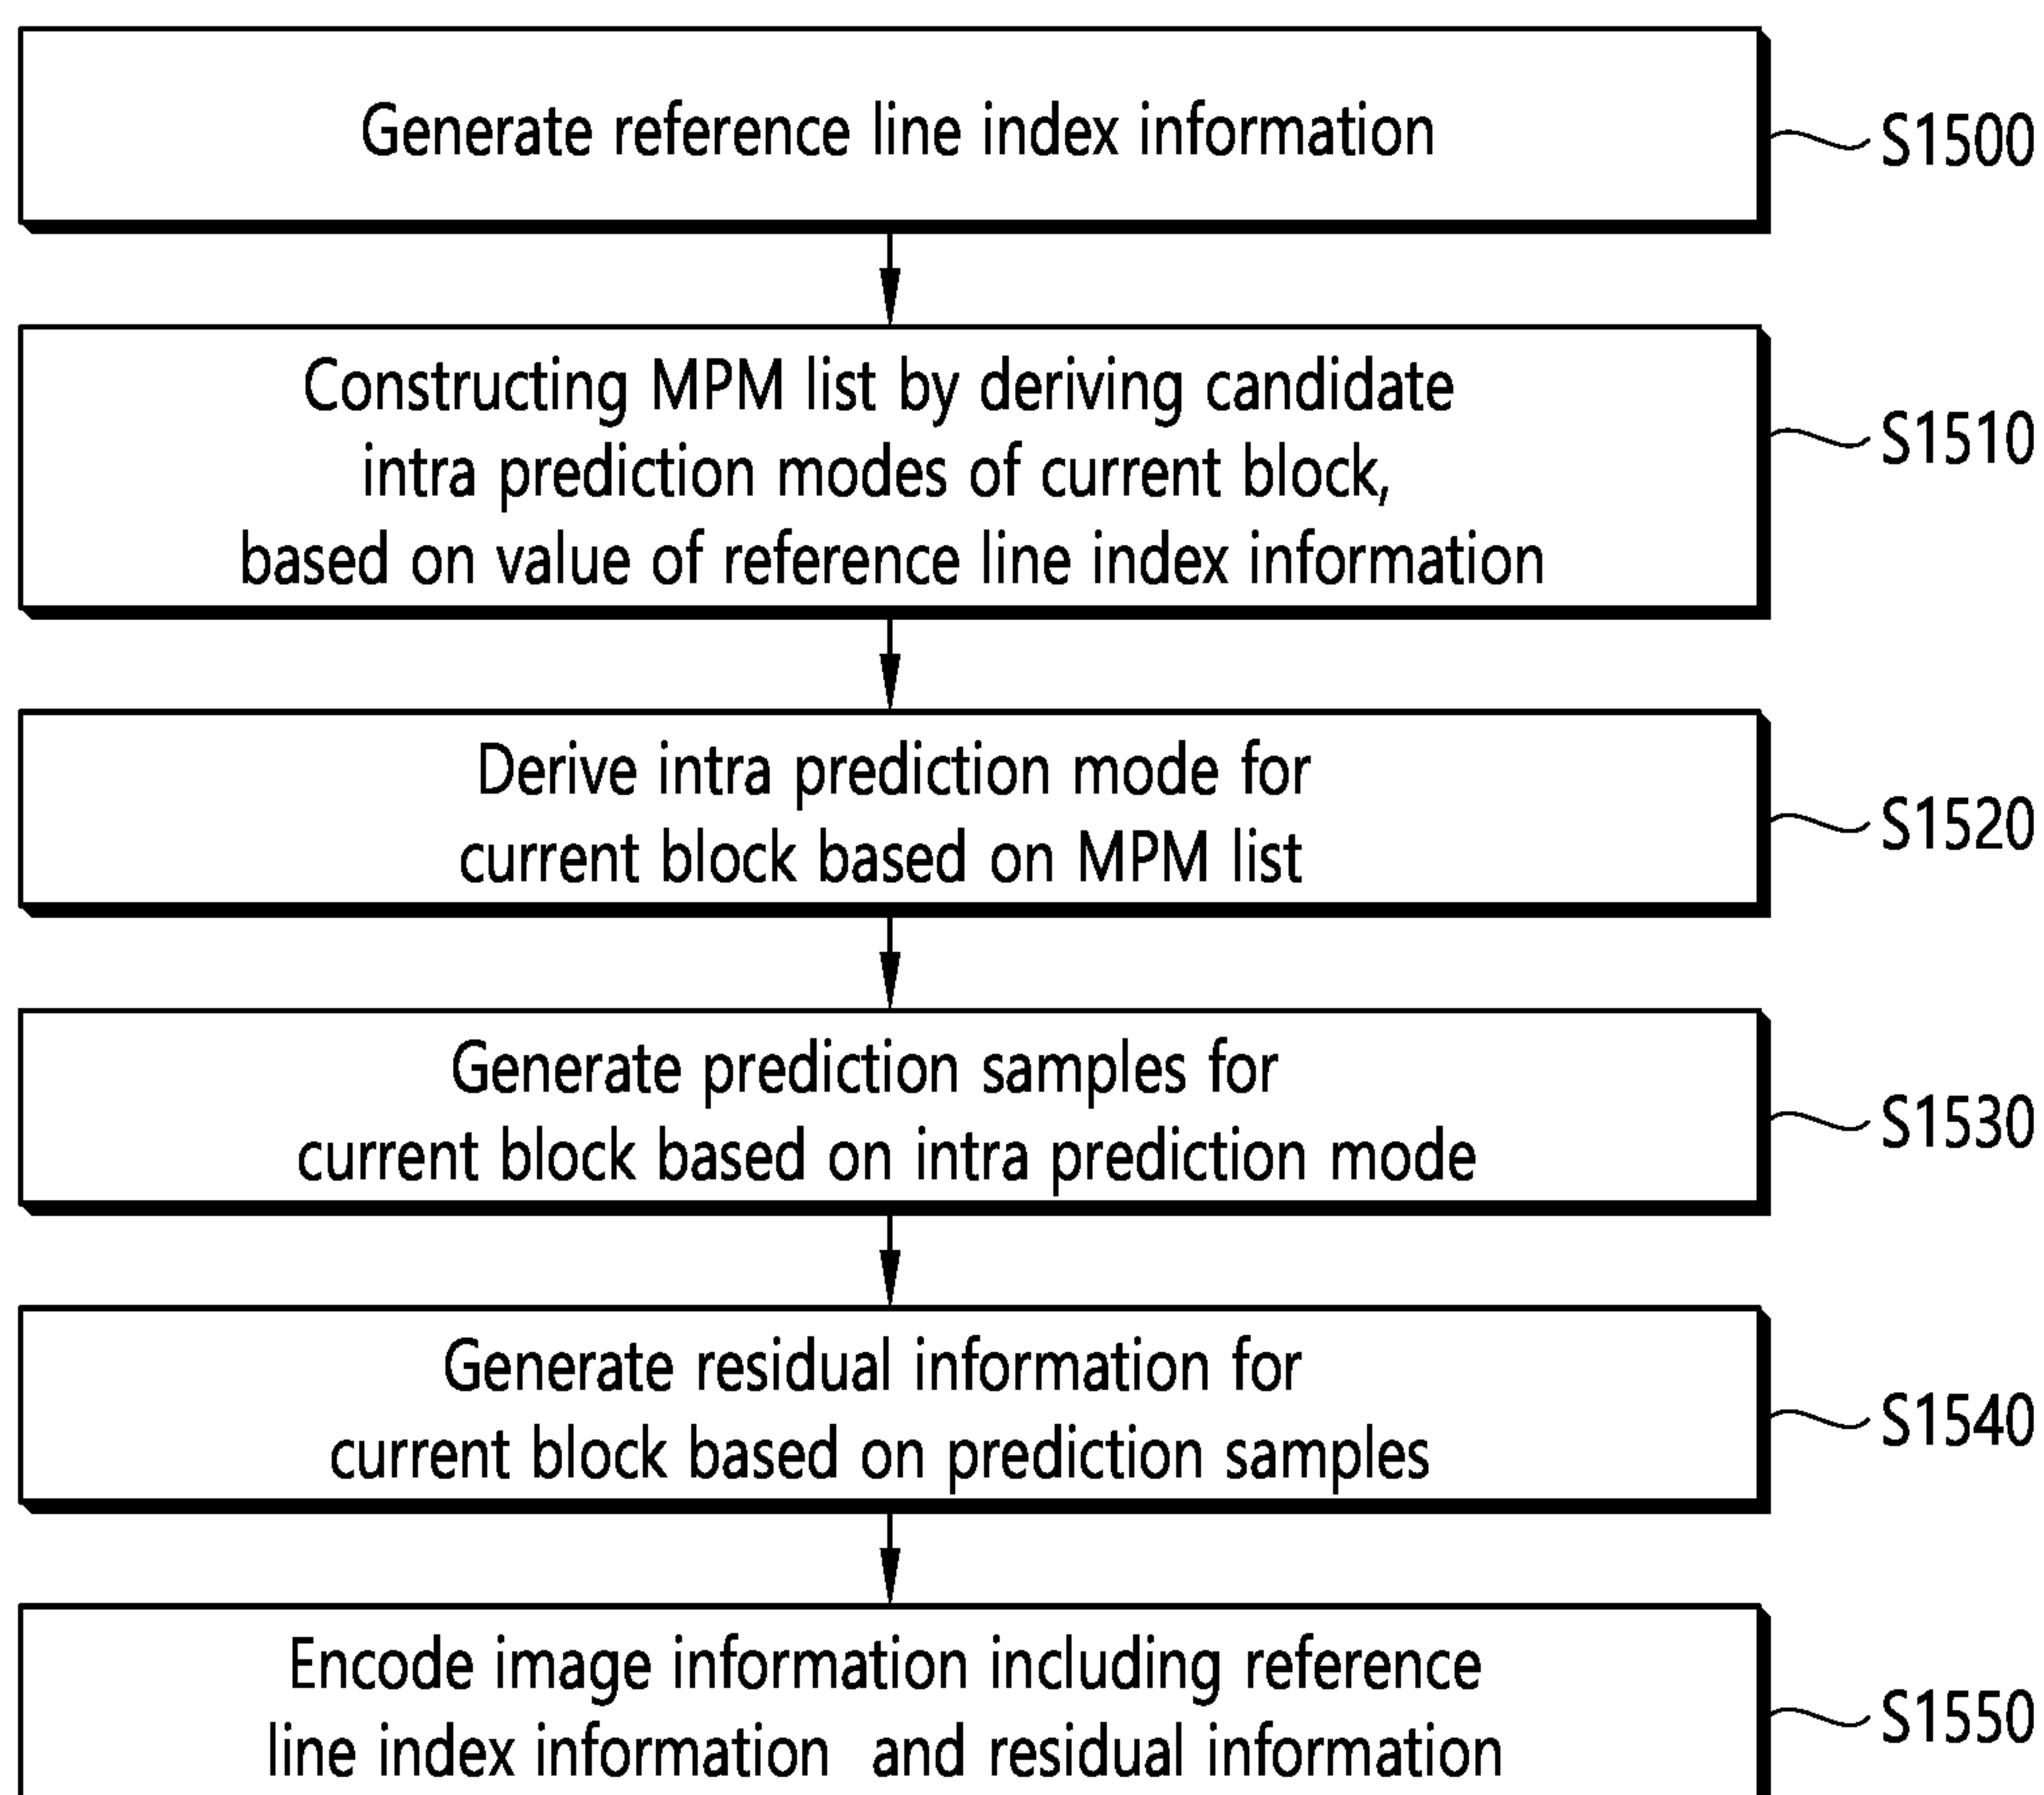 Generate reference line index information
S1500
Constructing MPM list by deriving candidate
intra prediction modes of current block,
based on value of reference line index information
S1510
Derive intra prediction mode for
current block based on MPM list
S1520
Generate prediction samples for
current block based on intra prediction mode
S1530
Generate residual information for
current block based on prediction samples
S1540
Encode image information including reference
line index information and residual information
S1550